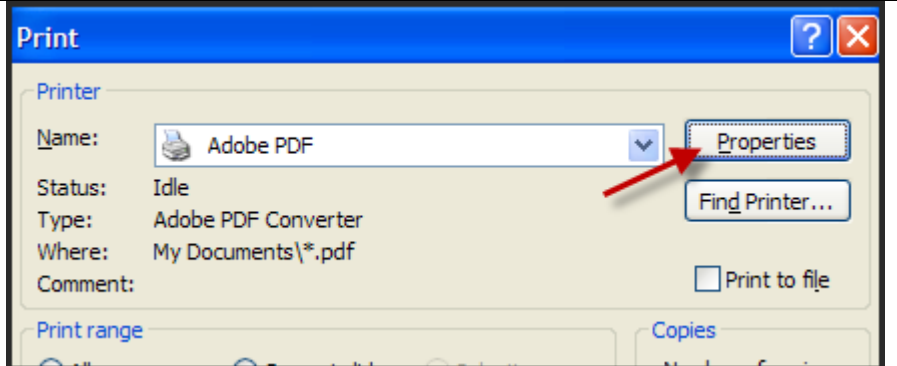 Print
Printer
Name:
Adobe PDF
Properties
Status:
Idle
Find Printer...
Type:
Adobe PDF Converter
Where:
My Documents\*.pdf
Comment:
Print to file
Print range
Copies